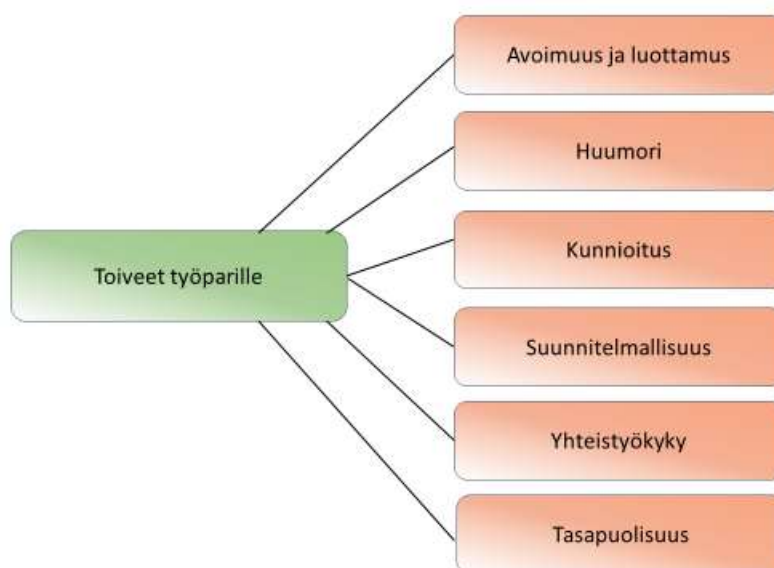 Avoimuus ja luottamus
Huumori
Kunnioitus
Toiveet työparille
Suunnitelmallisuus
Yhteistyökyky
Tasapuolisuus